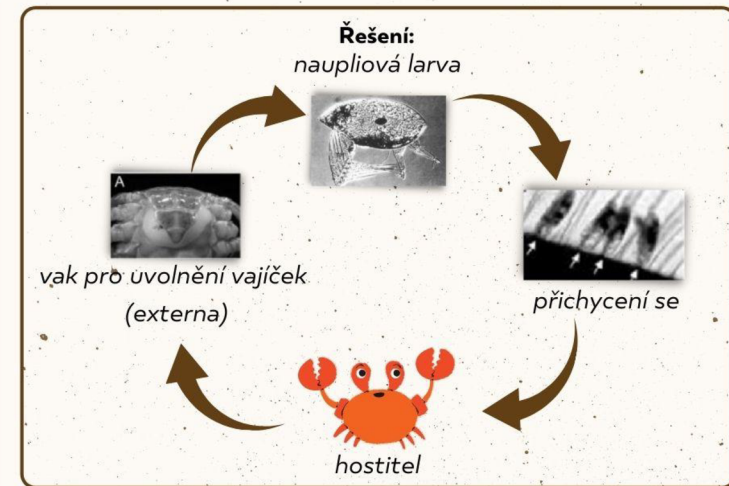 Řešení:
naupliová larva
A
vak pro uvolnění vajíček
(externa)
přichycení se
hostitel